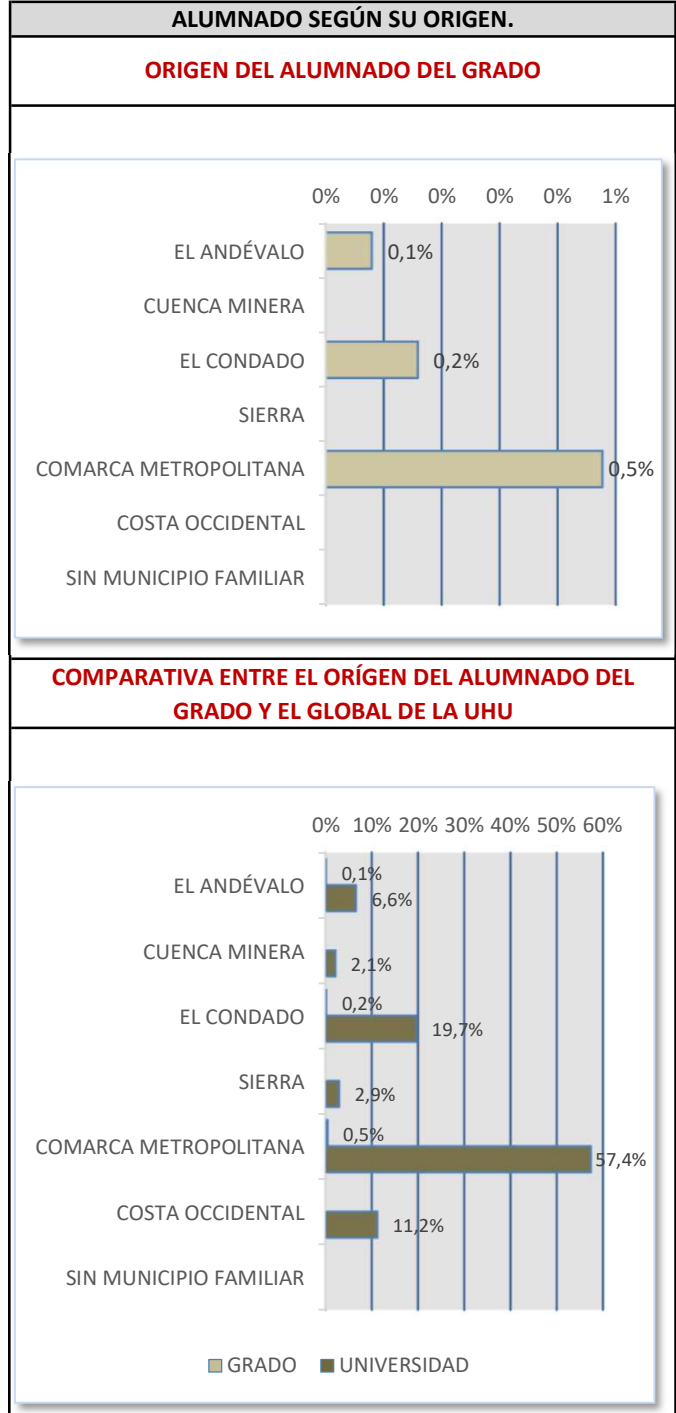 ALUMNADO SEGÚN SU ORIGEN.
ORIGEN DEL ALUMNADO DEL GRADO
0% 0% 0% 0% 0% 1%
EL ANDÉVALO 0,1%
CUENCA MINERA
EL CONDADO 0,2%
SIERRA
COMARCA METROPOLITANA 0,5%
COSTA OCCIDENTAL
SIN MUNICIPIO FAMILIAR
COMPARATIVA ENTRE EL ORÍGEN DEL ALUMNADO DEL
GRADO Y EL GLOBAL DE LA UHU
0% 10% 20% 30% 40% 50% 60%
0,1%
EL ANDÉVALO 6,6%
CUENCA MINERA 2,1%
0,2%
EL CONDADO 19,7%
SIERRA 2,9%
0,5%
COMARCA METROPOLITANA 57,4%
COSTA OCCIDENTAL 11,2%
SIN MUNICIPIO FAMILIAR
GRADO UNIVERSIDAD